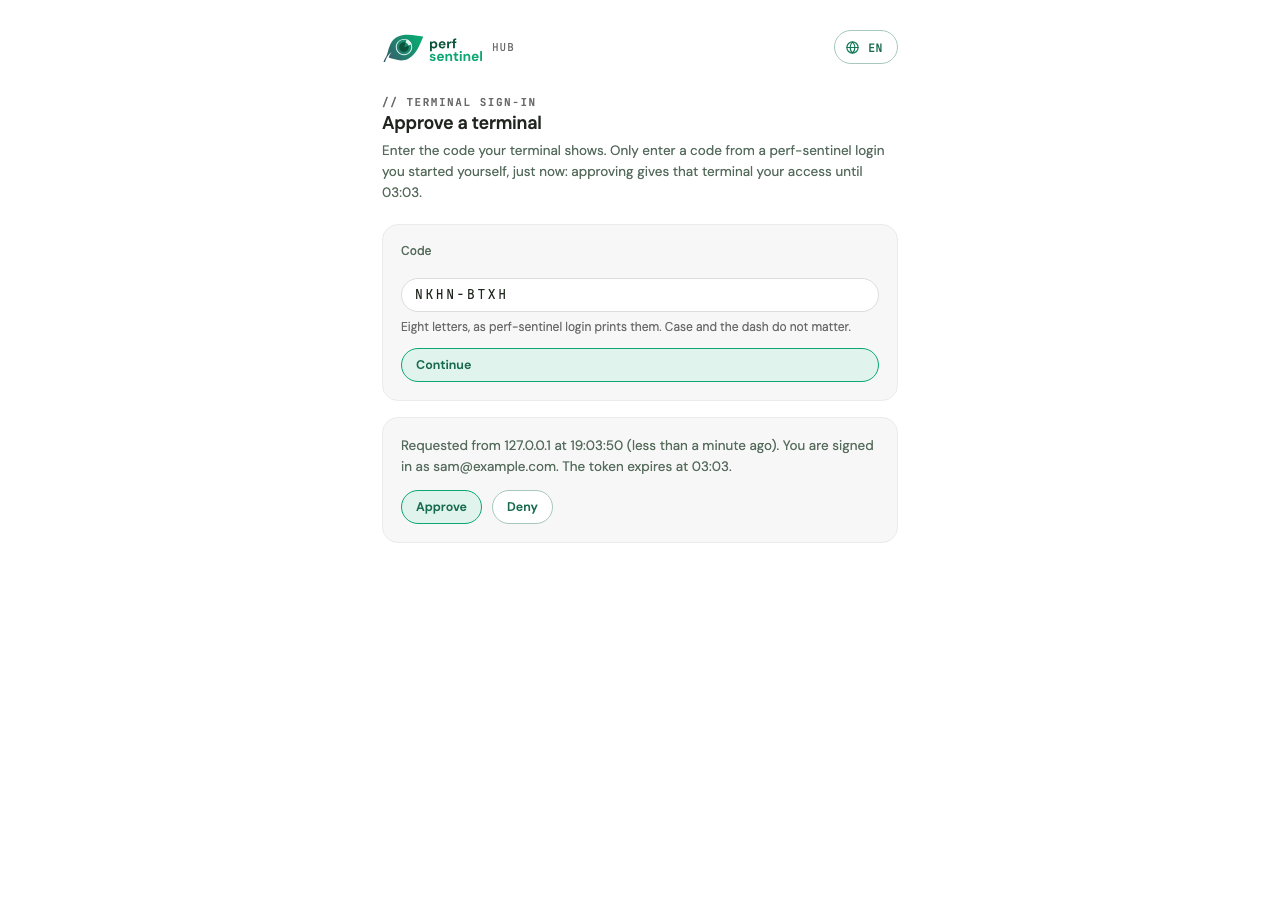 perf
sentinel
HUB
EN
// TERMINAL SIGN-IN
Approve a terminal
Enter the code your terminal shows. Only enter a code from a perf-sentinel login
you started yourself, just now: approving gives that terminal your access until
03:03.
Code
NKHN-BTXH
Eight letters, as perf-sentinel login prints them. Case and the dash do not matter.
Continue
Requested from 127.0.0.1 at 19:03:50 (less than a minute ago). You are signed
in as sam@example.com. The token expires at 03:03.
Approve
Deny